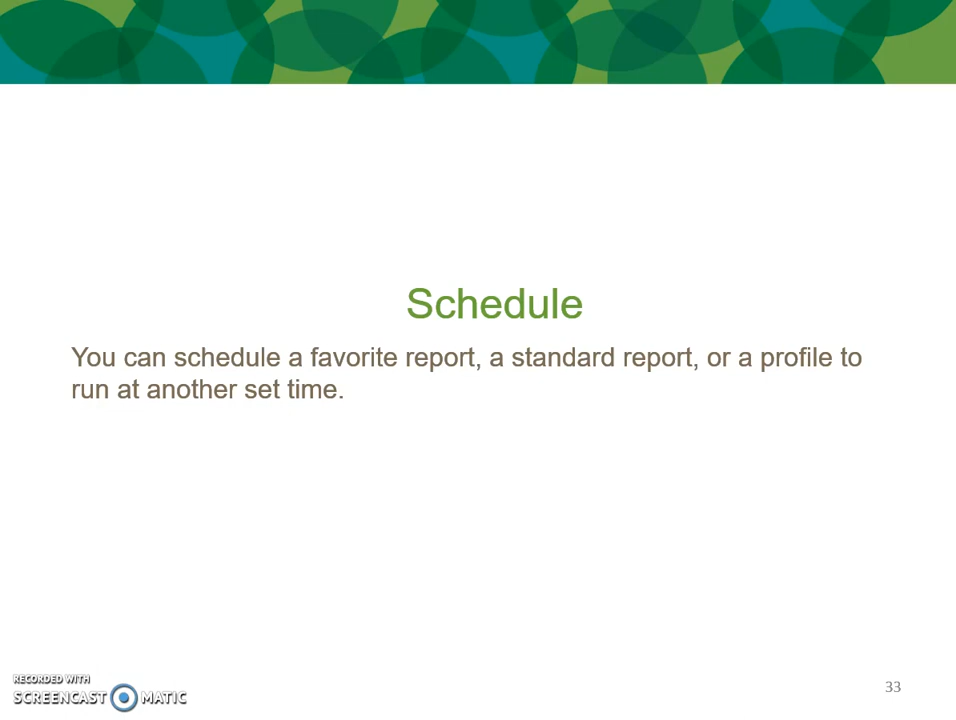 Schedule
You can schedule a favorite report, a standard report, or a profile to
run at another set time.
RECORDED WITH
SCREENCAST MATIC
33